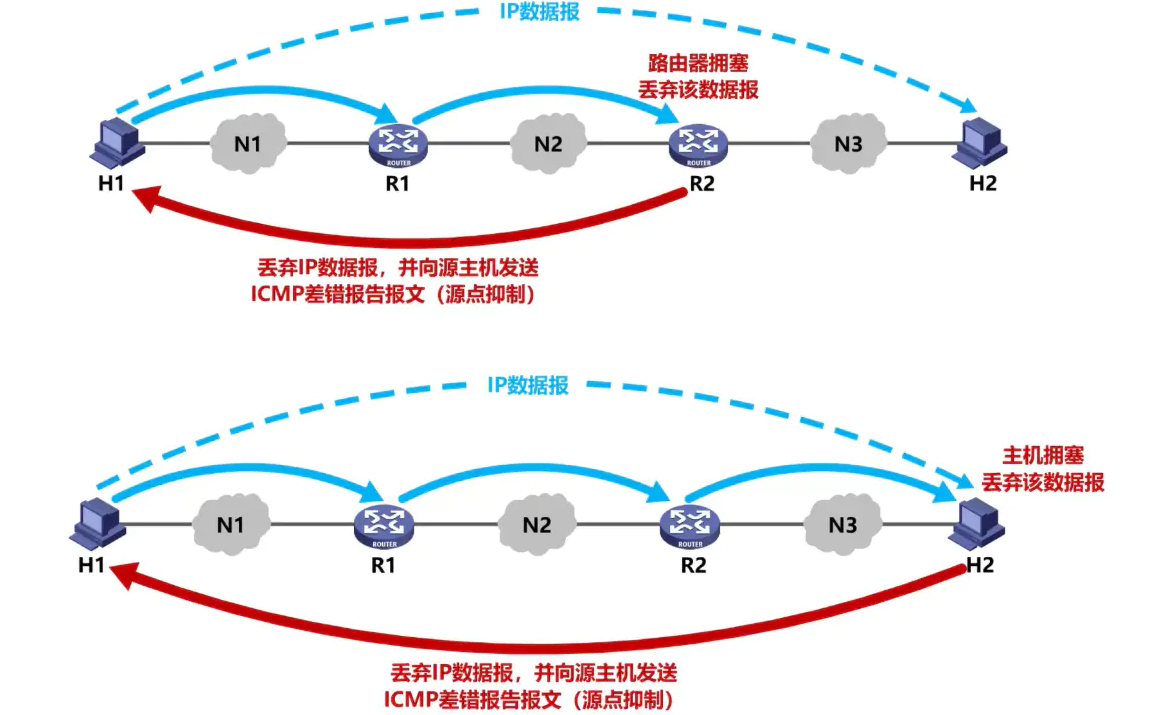 IP数据报
路由器拥塞
丢弃该数据报
N1
N2
N3
ROUTER
ROUTER
H1
R1
R2
H2
丢弃IP数据报，并向源主机发送
ICMP差错报告报文（源点抑制）
IP数据报
主机拥塞
丢弃该数据报
N1
N2
N3
ROUTER
ROUTER
H1
R1
R2
H2
丢弃IP数据报，并向源主机发送
ICMP差错报告报文（源点抑制）